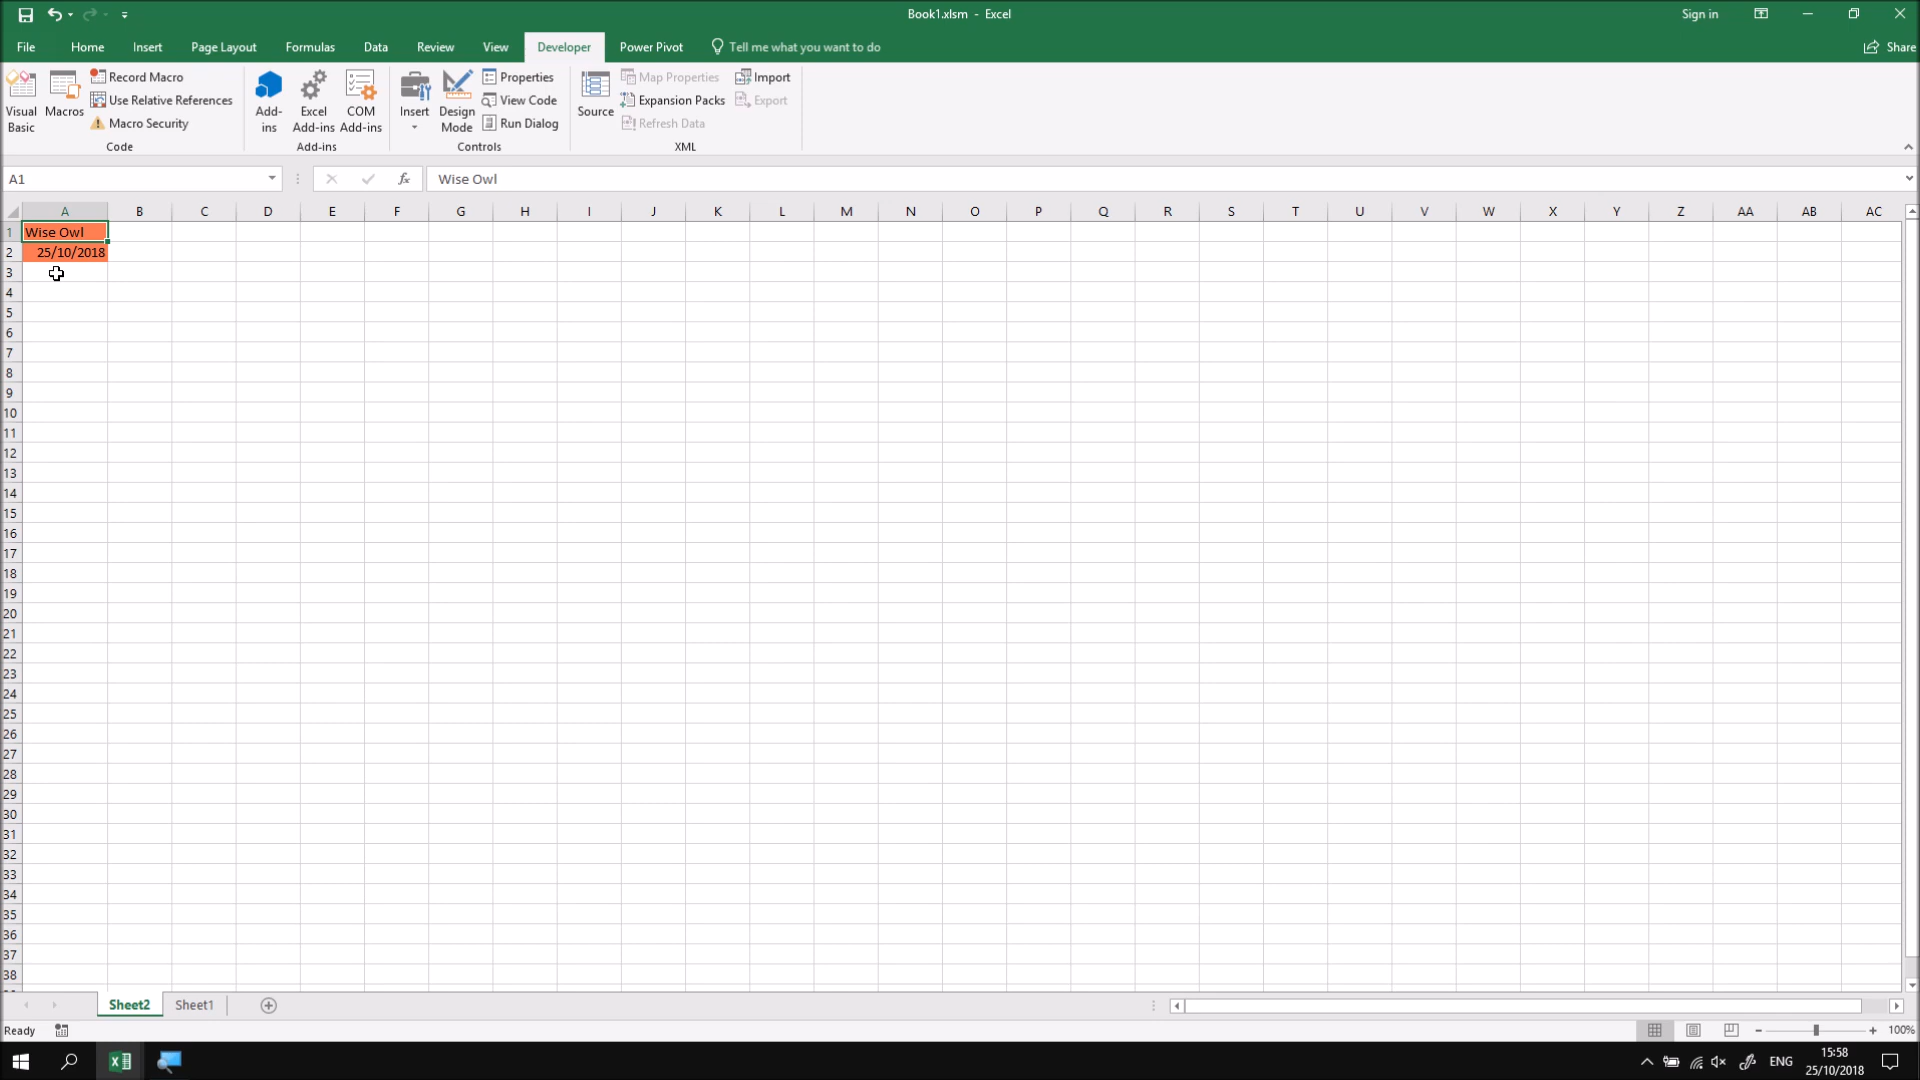 Book1.xlsm - Excel
Sign in
File Home Insert Page Layout Formulas Data Review View Developer Power Pivot Tell me what you want to do Share
Visual Basic
Macros
Record Macro
Use Relative References
Macro Security
Code
Add-ins
Excel Add-ins
COM Add-ins
Add-ins
Insert
Design Mode
Properties
View Code
Run Dialog
Controls
Source
Map Properties
Expansion Packs
Refresh Data
Import
Export
XML
A1 fx Wise Owl
A B C D E F G H I J K L M N O P Q R S T U V W X Y Z AA AB AC
1 Wise Owl
2 25/10/2018
3
4
5
6
7
8
9
10
11
12
13
14
15
16
17
18
19
20
21
22
23
24
25
26
27
28
29
30
31
32
33
34
35
36
37
38
Sheet2 Sheet1
Ready 100%
ENG 15:58
25/10/2018